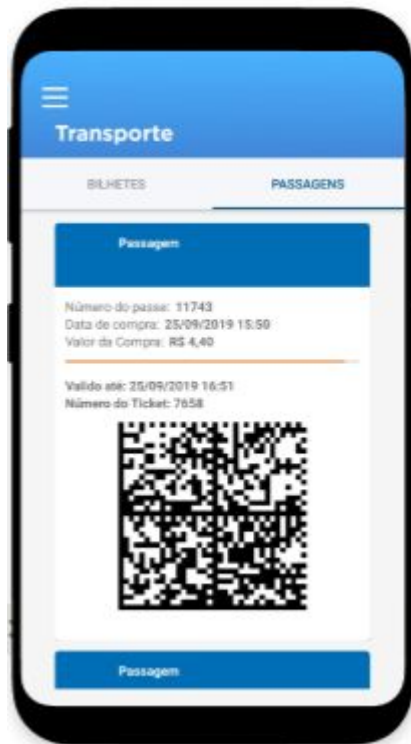 Transporte
BILHETES PASSAGENS
Passagem
Número do passe: 11743
Data de compra: 25/09/2019 15:50
Valor da Compra: R$ 4,40
Valido até: 25/09/2019 16:51
Número do Ticket: 7658
Passagem